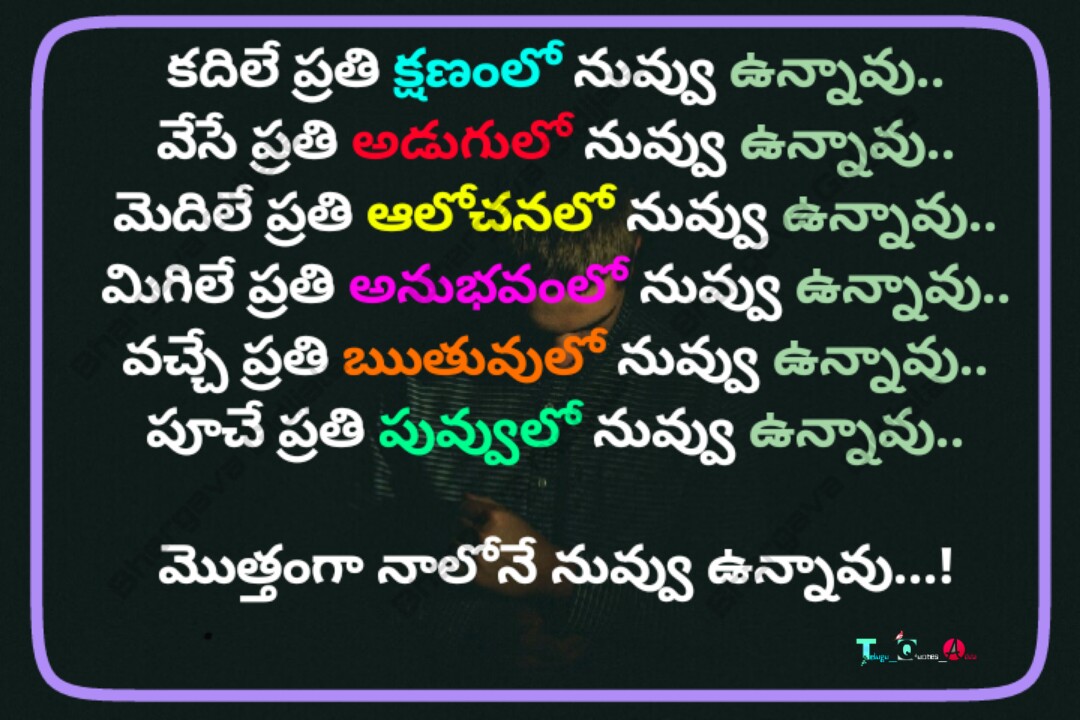 కదిలే ప్రతి క్షణంలో నువ్వు ఉన్నావు..
వేసే ప్రతి అడుగులో నువ్వు ఉన్నావు..
మెదిలే ప్రతి ఆలోచనలో నువ్వు ఉన్నావు..
మిగిలే ప్రతి అనుభవంలో నువ్వు ఉన్నావు..
వచ్చే ప్రతి ఋతువులో నువ్వు ఉన్నావు..
పూచే ప్రతి పువ్వులో నువ్వు ఉన్నావు..
మొత్తంగా నాలోనే నువ్వు ఉన్నావు...!
Telugu_Quotes_